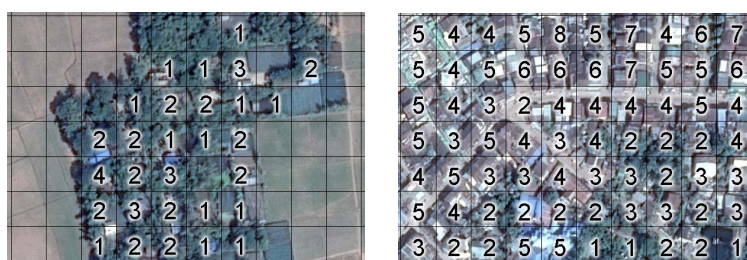 1
1 1 3 2
1 2 2 1 1
2 2 1 1 2
4 2 3 2
2 3 2 1 1
1 2 2 1 1
5 4 4 5 8 5 7 4 6 7
5 4 5 6 6 6 7 5 5 6
5 4 3 2 4 4 4 4 5 4
5 3 5 4 3 4 2 2 2 4
4 5 3 3 4 3 3 2 3 3
5 4 2 2 2 2 3 3 2 3
3 2 2 5 5 1 1 2 2 1